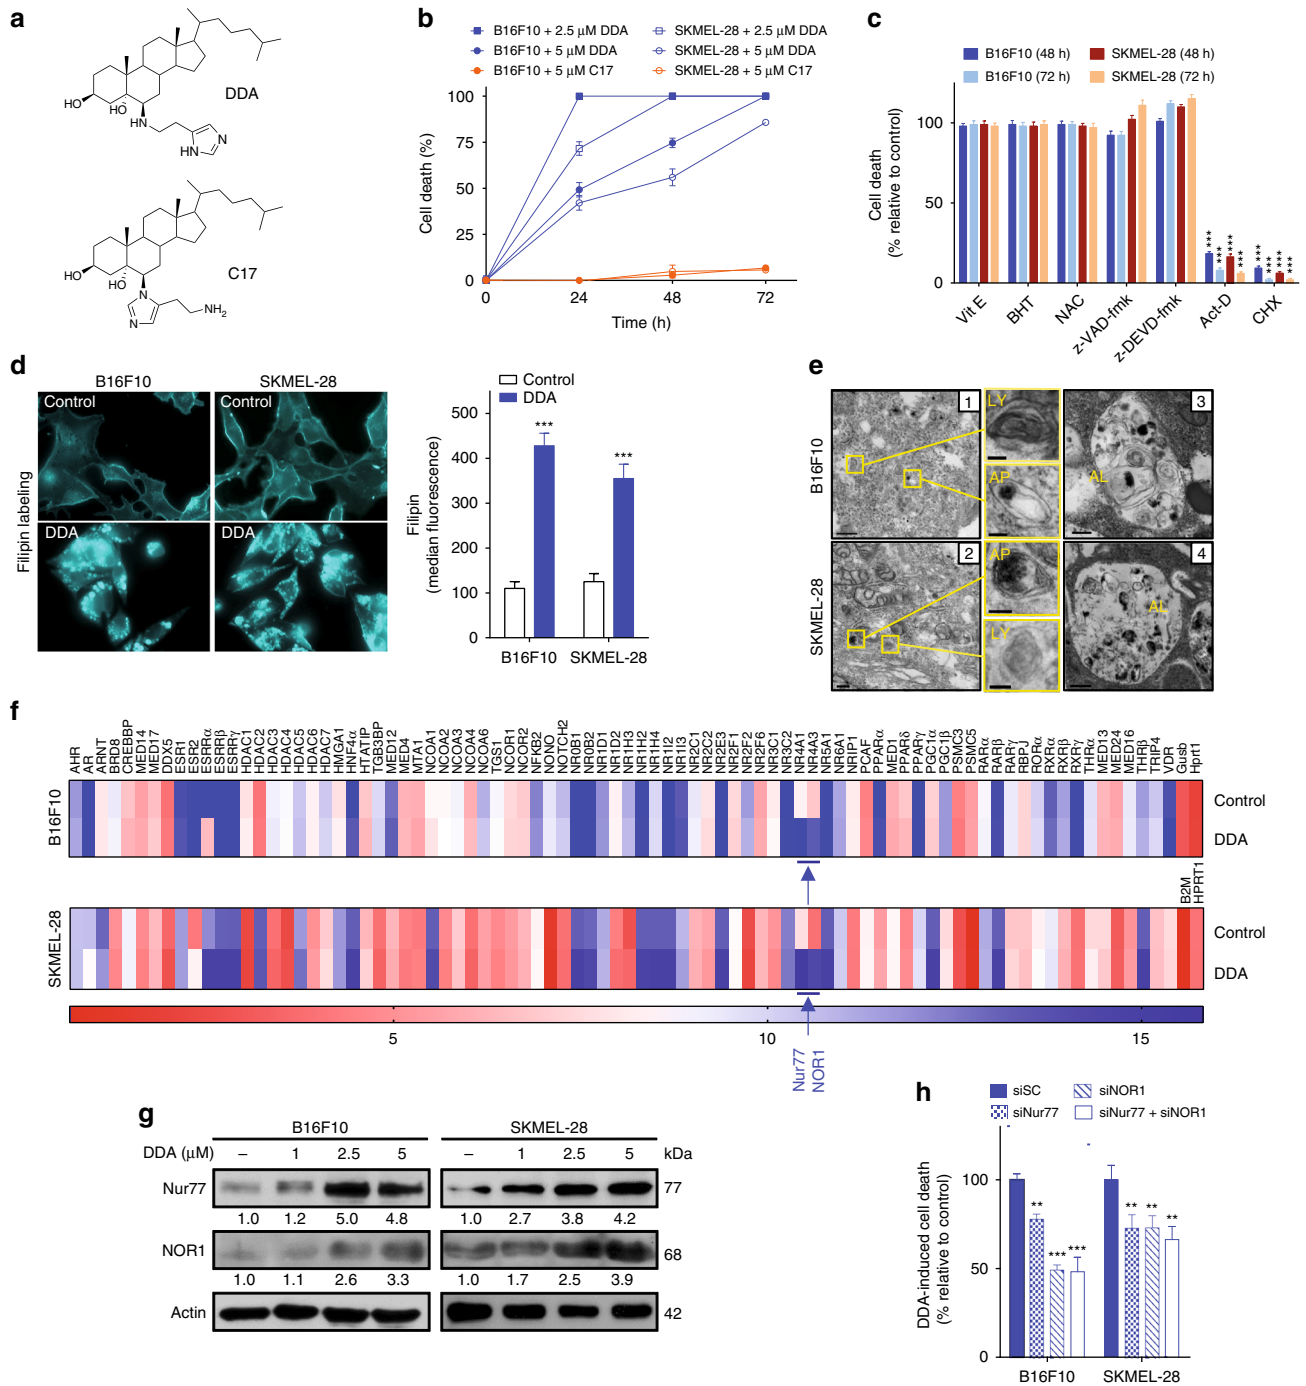 a
HO
OH
HN
N
HN
DDA
HO
OH
N
N
NH2
C17
b
B16F10 + 2.5 µM DDA
B16F10 + 5 µM DDA
B16F10 + 5 µM C17
SKMEL-28 + 2.5 µM DDA
SKMEL-28 + 5 µM DDA
SKMEL-28 + 5 µM C17
Cell death (%)
100
75
50
25
0
0 24 48 72
Time (h)
c
B16F10 (48 h)
B16F10 (72 h)
SKMEL-28 (48 h)
SKMEL-28 (72 h)
Cell death
(% relative to control)
100
50
0
*** *** *** *** *** *** *** ***
Vit E
BHT
NAC
z-VAD-fmk
z-DEVD-fmk
Act-D
CHX
d
B16F10 SKMEL-28
Filipin labeling
Control Control
DDA DDA
Control
DDA
Filipin
(median fluorescence)
500
400
300
200
100
0
*** ***
B16F10 SKMEL-28
e
B16F10
SKMEL-28
1
LY
AP
3
AL
2
AP
LY
4
AL
f
AHR
AR
ARNT
BRD8
CREBBP
MED14
MED17
DDX5
ESR1
ESR2
ESRRα
ESRRβ
ESRRγ
HDAC1
HDAC2
HDAC3
HDAC4
HDAC5
HDAC6
HDAC7
HMGA1
HNF4α
HTATIP
TGB3BP
MED12
MED4
MTA1
NCOA1
NCOA2
NCOA3
NCOA4
NCOA6
TGS1
NCOR1
NCOR2
NFKB2
NONO
NOTCH2
NR0B1
NR0B2
NR1D1
NR1D2
NR1H3
NR1H2
NR1H4
NR1I2
NR1I3
NR2C1
NR2C2
NR2E3
NR2F1
NR2F2
NR2F6
NR3C1
NR3C2
NR4A1
NR4A3
NR5A1
NR6A1
NRIP1
PCAF
PPARα
MED1
PPARδ
PPARγ
PGC1α
PGC1β
PSMC3
PSMC5
RARα
RARβ
RARγ
RBPJ
RORα
RXRα
RXRβ
RXRγ
THRα
MED13
MED24
MED16
THRβ
TRIP4
VDR
Gusb
Hprt1
B16F10
Control
DDA
B2M
HPRT1
SKMEL-28
Control
DDA
5 10 15
Nur77
NOR1
g
B16F10 SKMEL-28
DDA (µM) – 1 2.5 5 – 1 2.5 5 kDa
Nur77 77
1.0 1.2 5.0 4.8 1.0 2.7 3.8 4.2
NOR1 68
1.0 1.1 2.6 3.3 1.0 1.7 2.5 3.9
Actin 42
h
siSC
siNur77
siNOR1
siNur77 + siNOR1
DDA-induced cell death
(% relative to control)
100
50
0
** *** *** ** ** **
B16F10 SKMEL-28